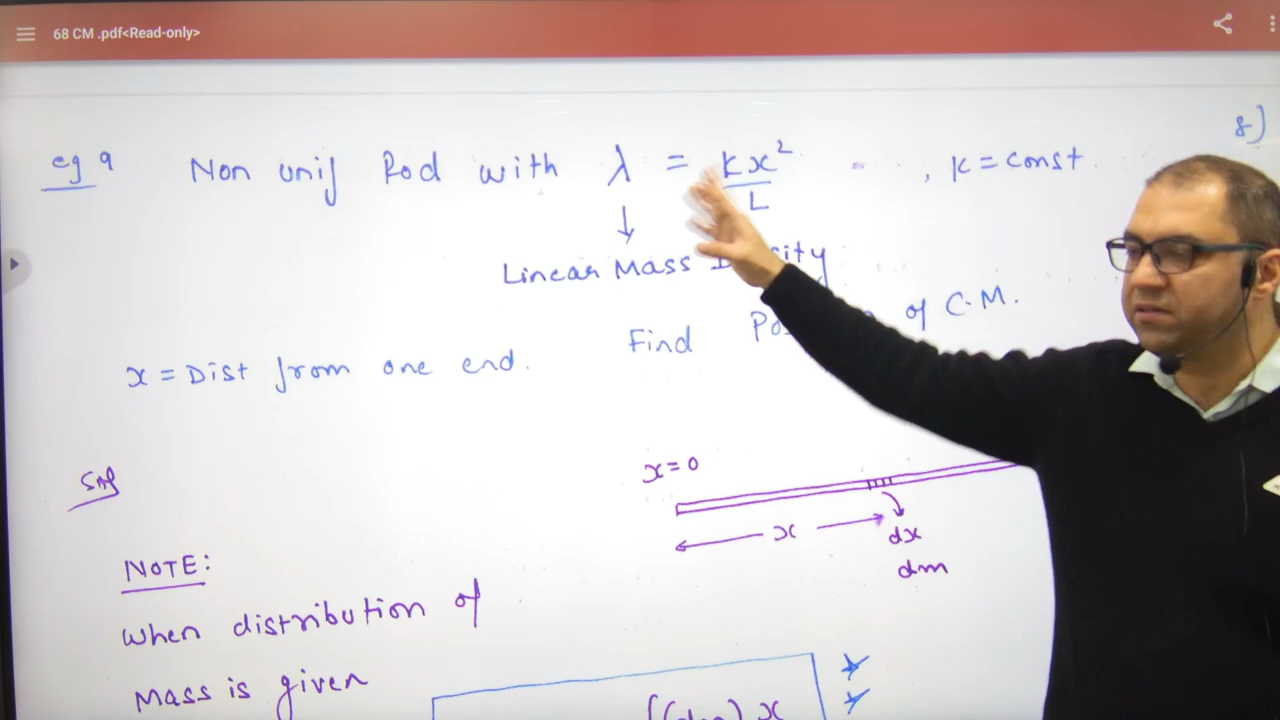 68 CM .pdf<Read-only>
8)
eg 9 Non unif Rod with λ = kx²/L , k = const
↓
Linear Mass
x = Dist from one end. Find of C.M.
Sol
x = 0
x
dx
dm
NOTE:
When distribution of
Mass is given
∫(dm) x